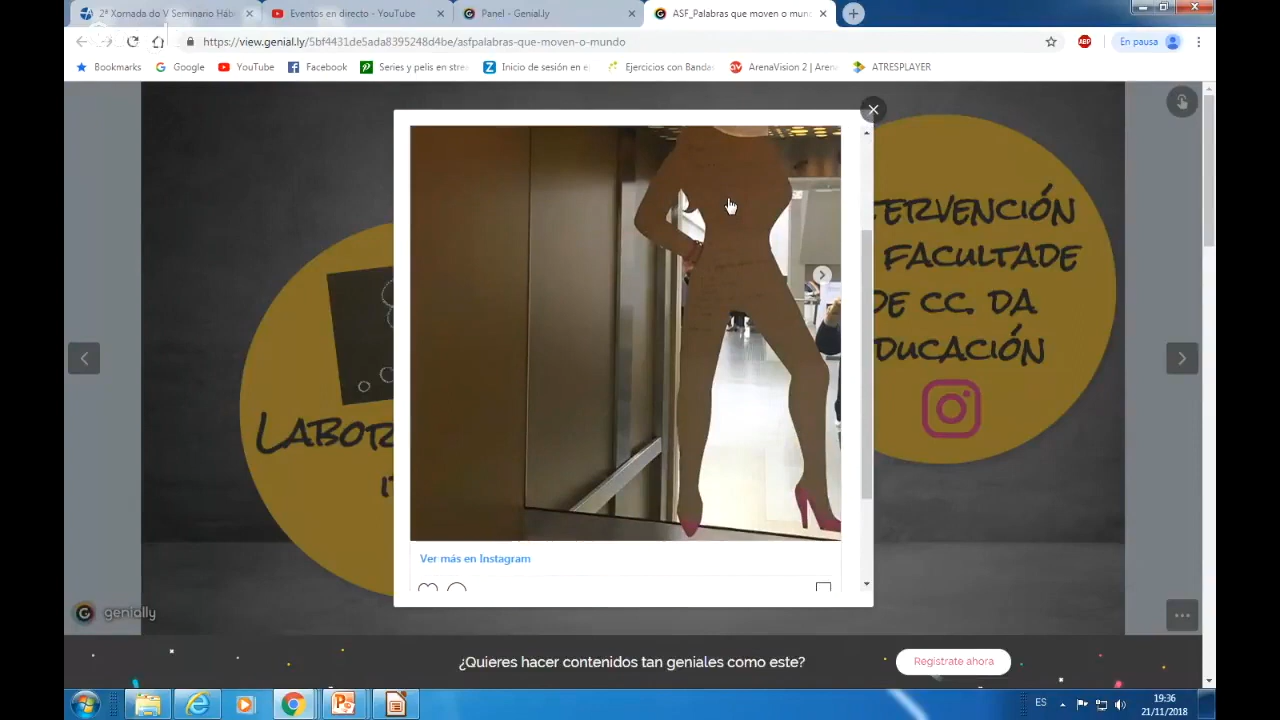 2ª Xornada do V Seminario Hábi
Eventos en directo - YouTube
Panel - Genial.ly
ASF_Palabras que moven o mun
https://view.genial.ly/5bf4431de5ada8395248d4be/asfpalabras-que-moven-o-mundo
ABP
En pausa
Bookmarks
Google
YouTube
Facebook
Series y pelis en stre
Inicio de sesión en e
Ejercicios con Banda
ArenaVision 2 | Aren
ATRESPLAYER
TERVENCIÓN
FACULTADE
DE CC. DA
DUCACIÓN
LABOR
Ver más en Instagram
genially
¿Quieres hacer contenidos tan geniales como este?
Regístrate ahora
ES
19:36
21/11/2018